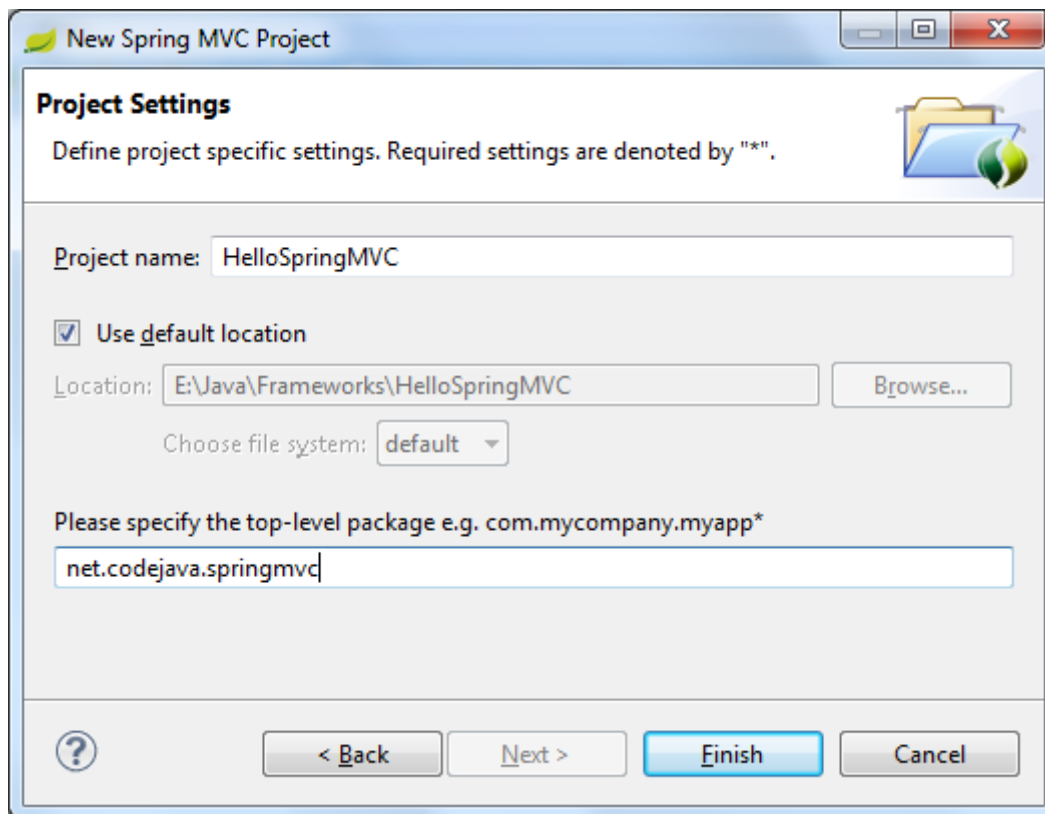 New Spring MVC Project
Project Settings
Define project specific settings. Required settings are denoted by "*".
Project name: HelloSpringMVC
Use default location
Location: E:\Java\Frameworks\HelloSpringMVC Browse...
Choose file system: default
Please specify the top-level package e.g. com.mycompany.myapp*
net.codejava.springmvc
? < Back Next > Finish Cancel